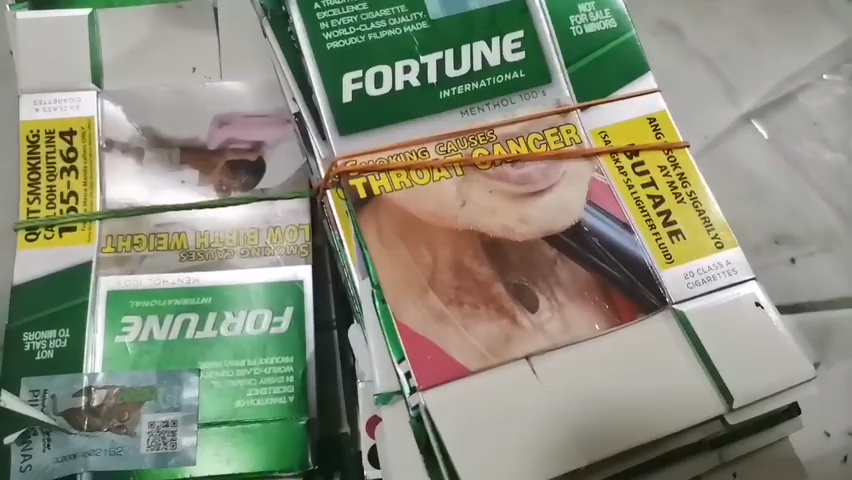 A TRADITION OF
EXCELLENCE
IN EVERY CIGARETTE,
WORLD-CLASS QUALITY,
PROUDLY FILIPINO MADE.
FORTUNE
INTERNATIONAL
MENTHOL 100's
SMOKING CAUSES
THROAT CANCER
NOT
FOR SALE
TO MINORS
ANG USOK NG SIGARILYO
AY MAY
BUTANE
(SANGKAP SA LIGHTER FLUID)
20 CLASS A
CIGARETTES
20 CLASS A
CIGARETTES
QUIT SMOKING:
CALL DOH QUITLINE
165-364
SMOKING CAUSES
LOW BIRTH WEIGHT
MENTHOL 100's
FORTUNE
INTERNATIONAL
A TRADITION OF
EXCELLENCE
IN EVERY CIGARETTE,
WORLD-CLASS QUALITY,
PROUDLY FILIPINO MADE.
NOT
FOR SALE
TO MINORS